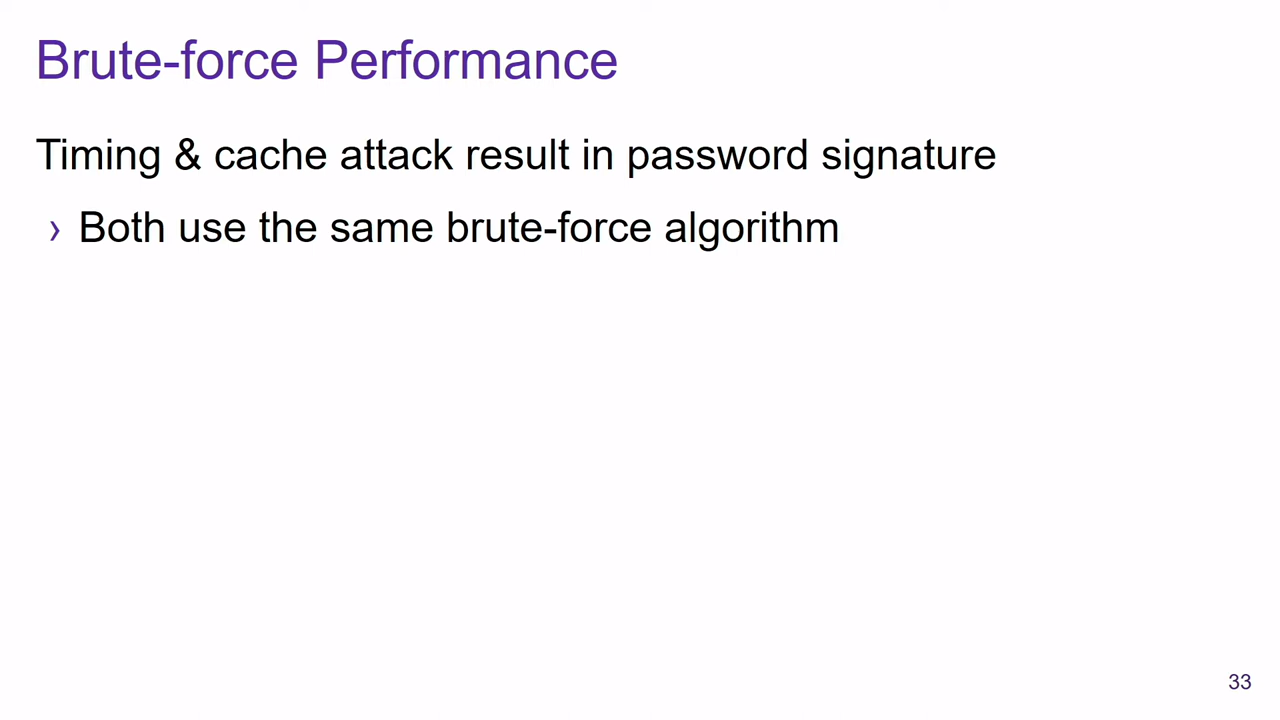 Brute-force Performance
Timing & cache attack result in password signature
› Both use the same brute-force algorithm
33